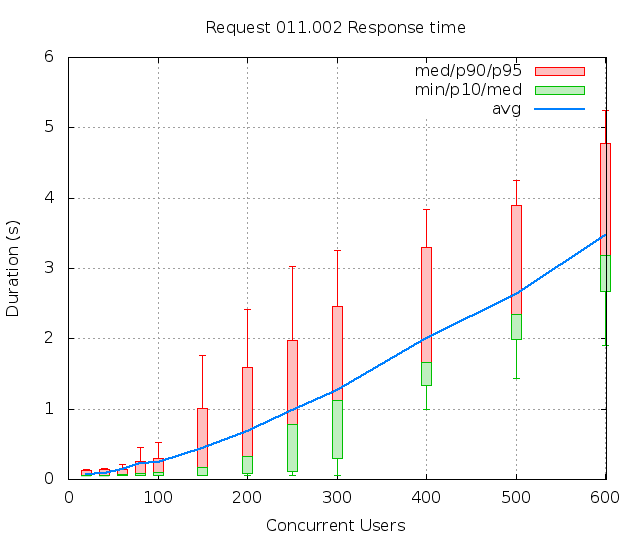 Request 011.002 Response time
med/p90/p95
min/p10/med
avg
6
5
4
3
2
1
0
Duration (s)
0 100 200 300 400 500 600
Concurrent Users